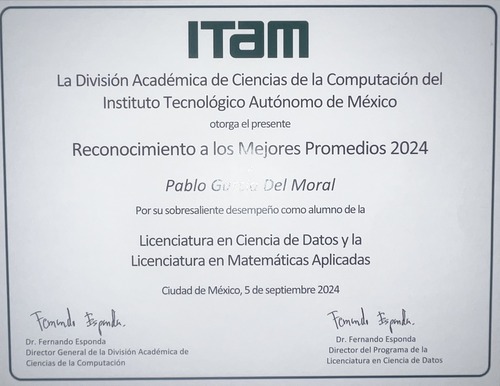 ITAM
La División Académica de Ciencias de la Computación del
Instituto Tecnológico Autónomo de México
otorga el presente
Reconocimiento a los Mejores Promedios 2024
Pablo Del Moral
Por su sobresaliente desempeño como alumno de la
Licenciatura en Ciencia de Datos y la
Licenciatura en Matemáticas Aplicadas
Ciudad de México, 5 de septiembre 2024
Fernando Esponda.
Dr. Fernando Esponda
Director General de la División Académica de
Ciencias de la Computación
Fernando Esponda.
Dr. Fernando Esponda
Director del Programa de la
Licenciatura en Ciencia de Datos